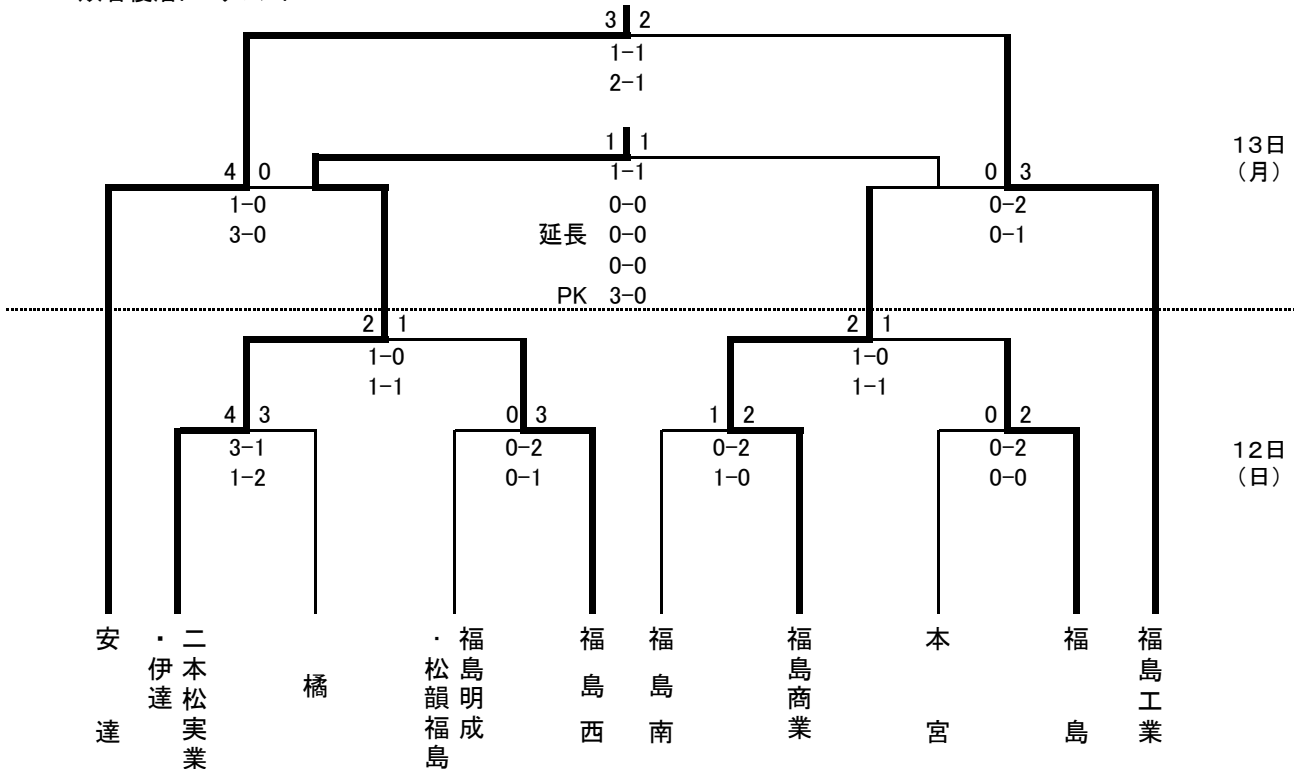 3 2
1-1
2-1
1 1
1-1
0-0
延長 0-0
0-0
PK 3-0
13日
（月）
4 0
1-0
3-0
0 3
0-2
0-1
2 1
1-0
1-1
2 1
1-0
1-1
4 3
3-1
1-2
0 3
0-2
0-1
1 2
0-2
1-0
0 2
0-2
0-0
12日
（日）
安達
二本松実業
・伊達
橘
福島明成
・松韻福島
福島西
福島南
福島商業
本宮
福島
福島工業